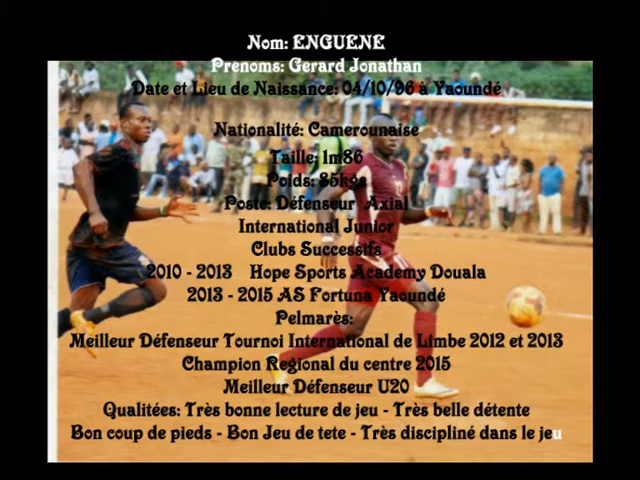 Nom: ENGUENE
Prenoms: Gerard Jonathan
Date et Lieu de Naissance: 04/10/96 à Yaoundé
Nationalité: Camerounaise
Taille: 1m86
Poids: 85kgs
Poste: Défenseur Axial
International Junior
Clubs Successifs
2010 - 2013 Hope Sports Academy Douala
2013 - 2015 AS Fortuna Yaoundé
Pelmarès:
Meilleur Défenseur Tournoi International de Limbe 2012 et 2013
Champion Regional du centre 2015
Meilleur Défenseur U20
Qualitées: Très bonne lecture de jeu - Très belle détente
Bon coup de pieds - Bon Jeu de tete - Très discipliné dans le jeu